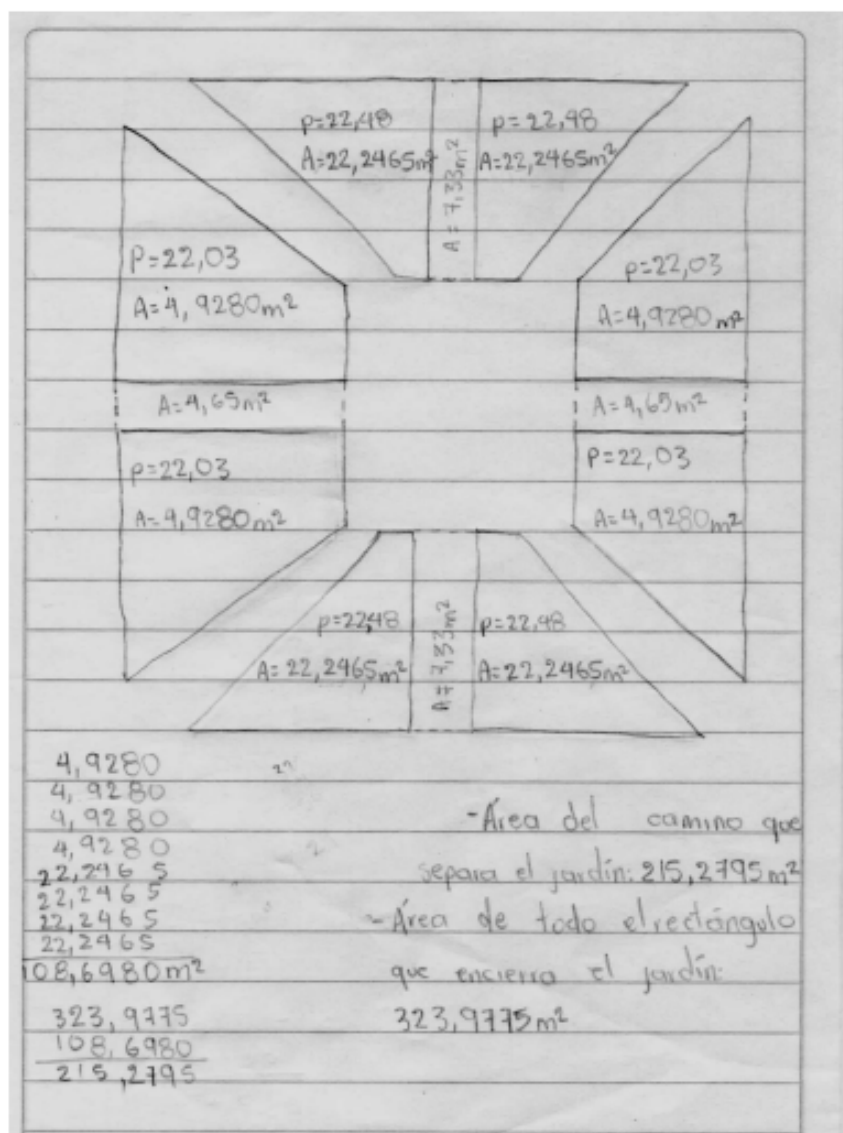 p=22,48 p=22,48
A=22,2465m² A=22,2465m²
A=7,33m²
P=22,03 p=22,03
A=4,9280m² A=4,9280m²
A=4,65m² A=4,65m²
p=22,03 P=22,03
A=4,9280m² A=4,9280m²
p=22,48 p=22,48
A=22,2465m² A=22,2465m²
A=7,33m²
4,9280
4,9280
4,9280
4,9280
22,2465
22,2465
22,2465
22,2465
108,6980m²
323,9775
108,6980
215,2795
-Área del camino que
separa el jardín: 215,2795m²
-Área de todo el rectángulo
que encierra el jardín:
323,9775m²